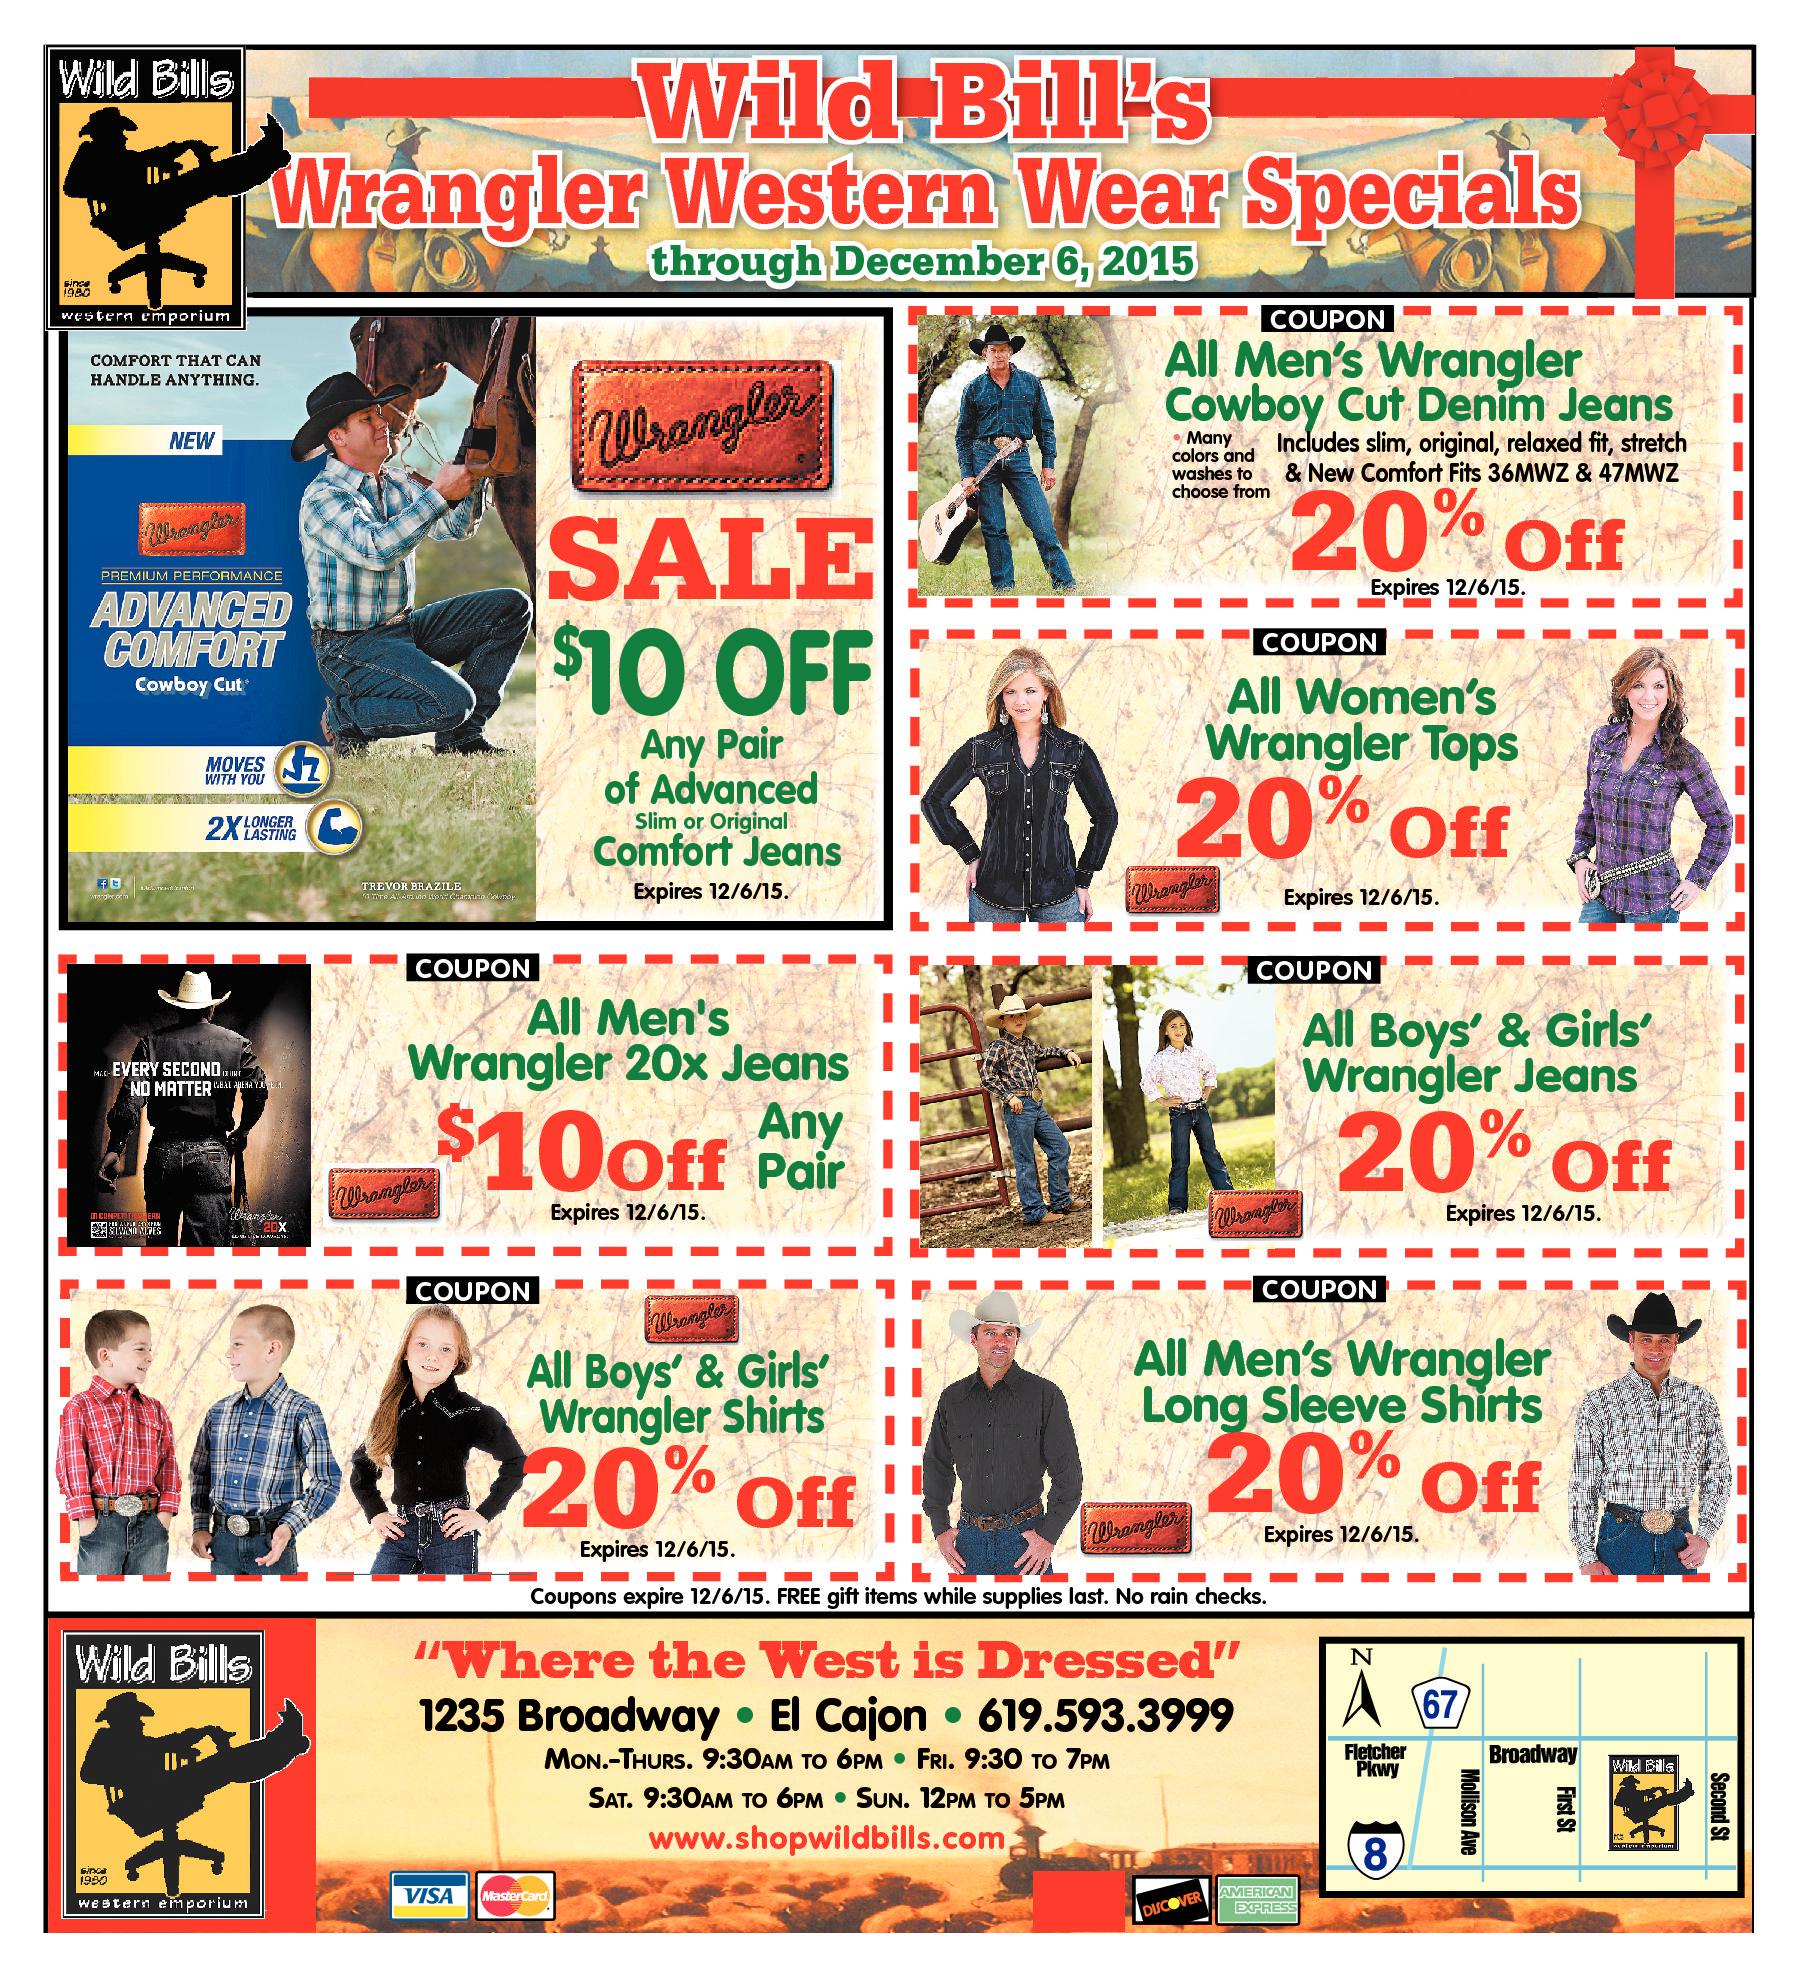 Wild Bills
since
1980
western emporium
Wild Bill's
Wrangler Western Wear Specials
through December 6, 2015
COMFORT THAT CAN
HANDLE ANYTHING.
NEW
Wrangler
PREMIUM PERFORMANCE
ADVANCED
COMFORT
Cowboy Cut
MOVES
WITH YOU
2X LONGER
LASTING
wrangler.com
TREVOR BRAZILE
Time All-Around World Champion Cowboy
Wrangler
SALE
$10 OFF
Any Pair
of Advanced
Slim or Original
Comfort Jeans
Expires 12/6/15.
COUPON
All Men's Wrangler
Cowboy Cut Denim Jeans
• Many
colors and
washes to
choose from
Includes slim, original, relaxed fit, stretch
& New Comfort Fits 36MWZ & 47MWZ
20% Off
Expires 12/6/15.
COUPON
All Women's
Wrangler Tops
20% Off
Wrangler
Expires 12/6/15.
COUPON
EVERY SECOND
NO MATTER
Wrangler
20X
All Men's
Wrangler 20x Jeans
$10 Off Any
Pair
Wrangler
Expires 12/6/15.
COUPON
All Boys' & Girls'
Wrangler Jeans
20% Off
Wrangler
Expires 12/6/15.
COUPON
Wrangler
All Boys' & Girls'
Wrangler Shirts
20% Off
Expires 12/6/15.
COUPON
All Men's Wrangler
Long Sleeve Shirts
20% Off
Wrangler
Expires 12/6/15.
Coupons expire 12/6/15. FREE gift items while supplies last. No rain checks.
Wild Bills
since
1980
western emporium
“Where the West is Dressed”
1235 Broadway • El Cajon • 619.593.3999
MON.-THURS. 9:30AM TO 6PM • FRI. 9:30 TO 7PM
SAT. 9:30AM TO 6PM • SUN. 12PM TO 5PM
www.shopwildbills.com
VISA
MasterCard
DISCOVER
AMERICAN
EXPRESS
N
67
Fletcher
Pkwy
Broadway
Mollison Ave
First St
Wild Bills
Second St
8